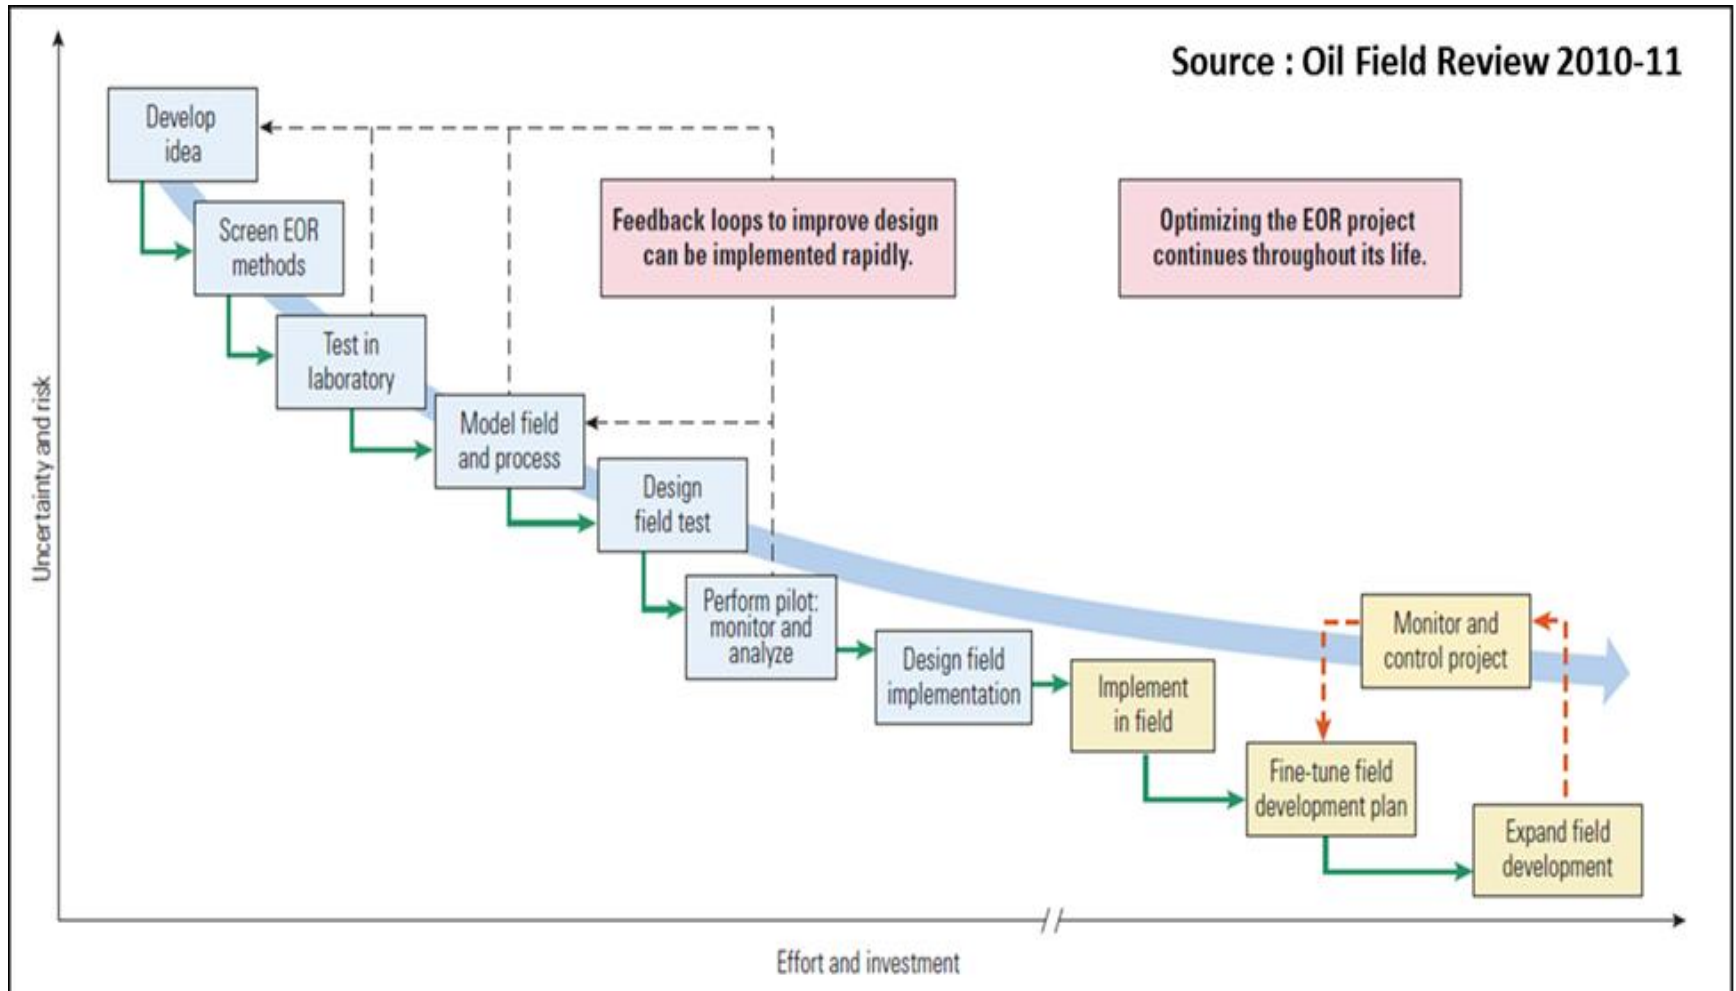 Source : Oil Field Review 2010-11
Develop
idea
Screen EOR
methods
Feedback loops to improve design
can be implemented rapidly.
Optimizing the EOR project
continues throughout its life.
Test in
laboratory
Model field
and process
Design
field test
Perform pilot:
monitor and
analyze
Design field
implementation
Implement
in field
Monitor and
control project
Fine-tune field
development plan
Expand field
development
Uncertainty and risk
Effort and investment